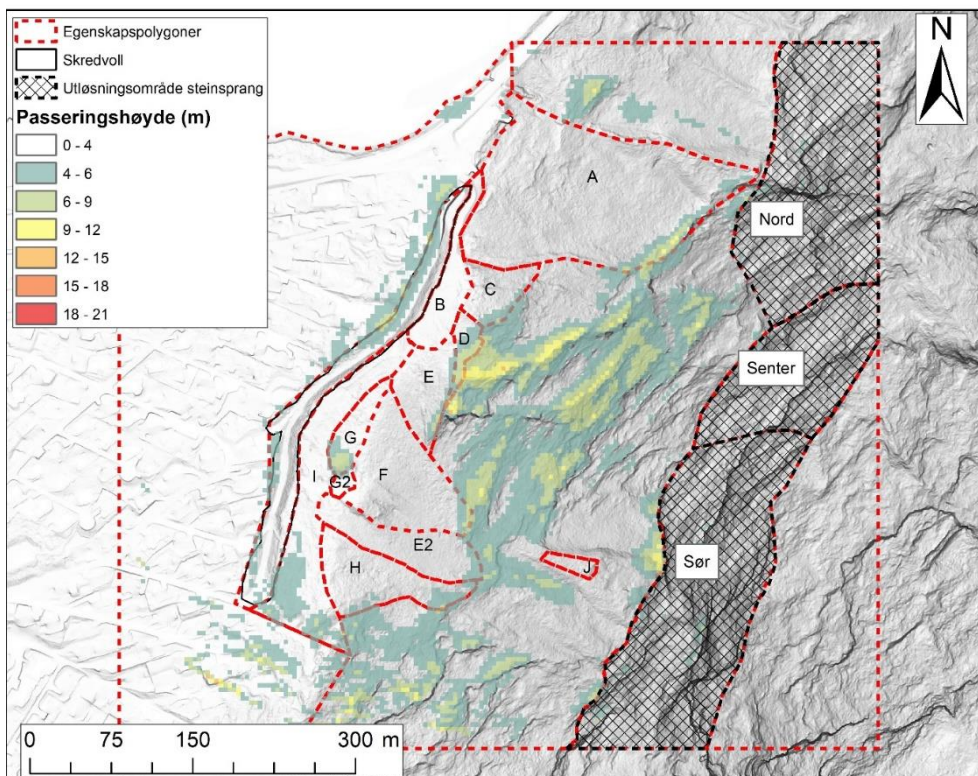 Egenskapspolygoner
Skredvoll
Utløsningsområde steinsprang
Passeringshøyde (m)
0 - 4
4 - 6
6 - 9
9 - 12
12 - 15
15 - 18
18 - 21
N
A
Nord
C
B
D
Senter
E
G
I
F
G2
E2
H
J
Sør
0 75 150 300 m